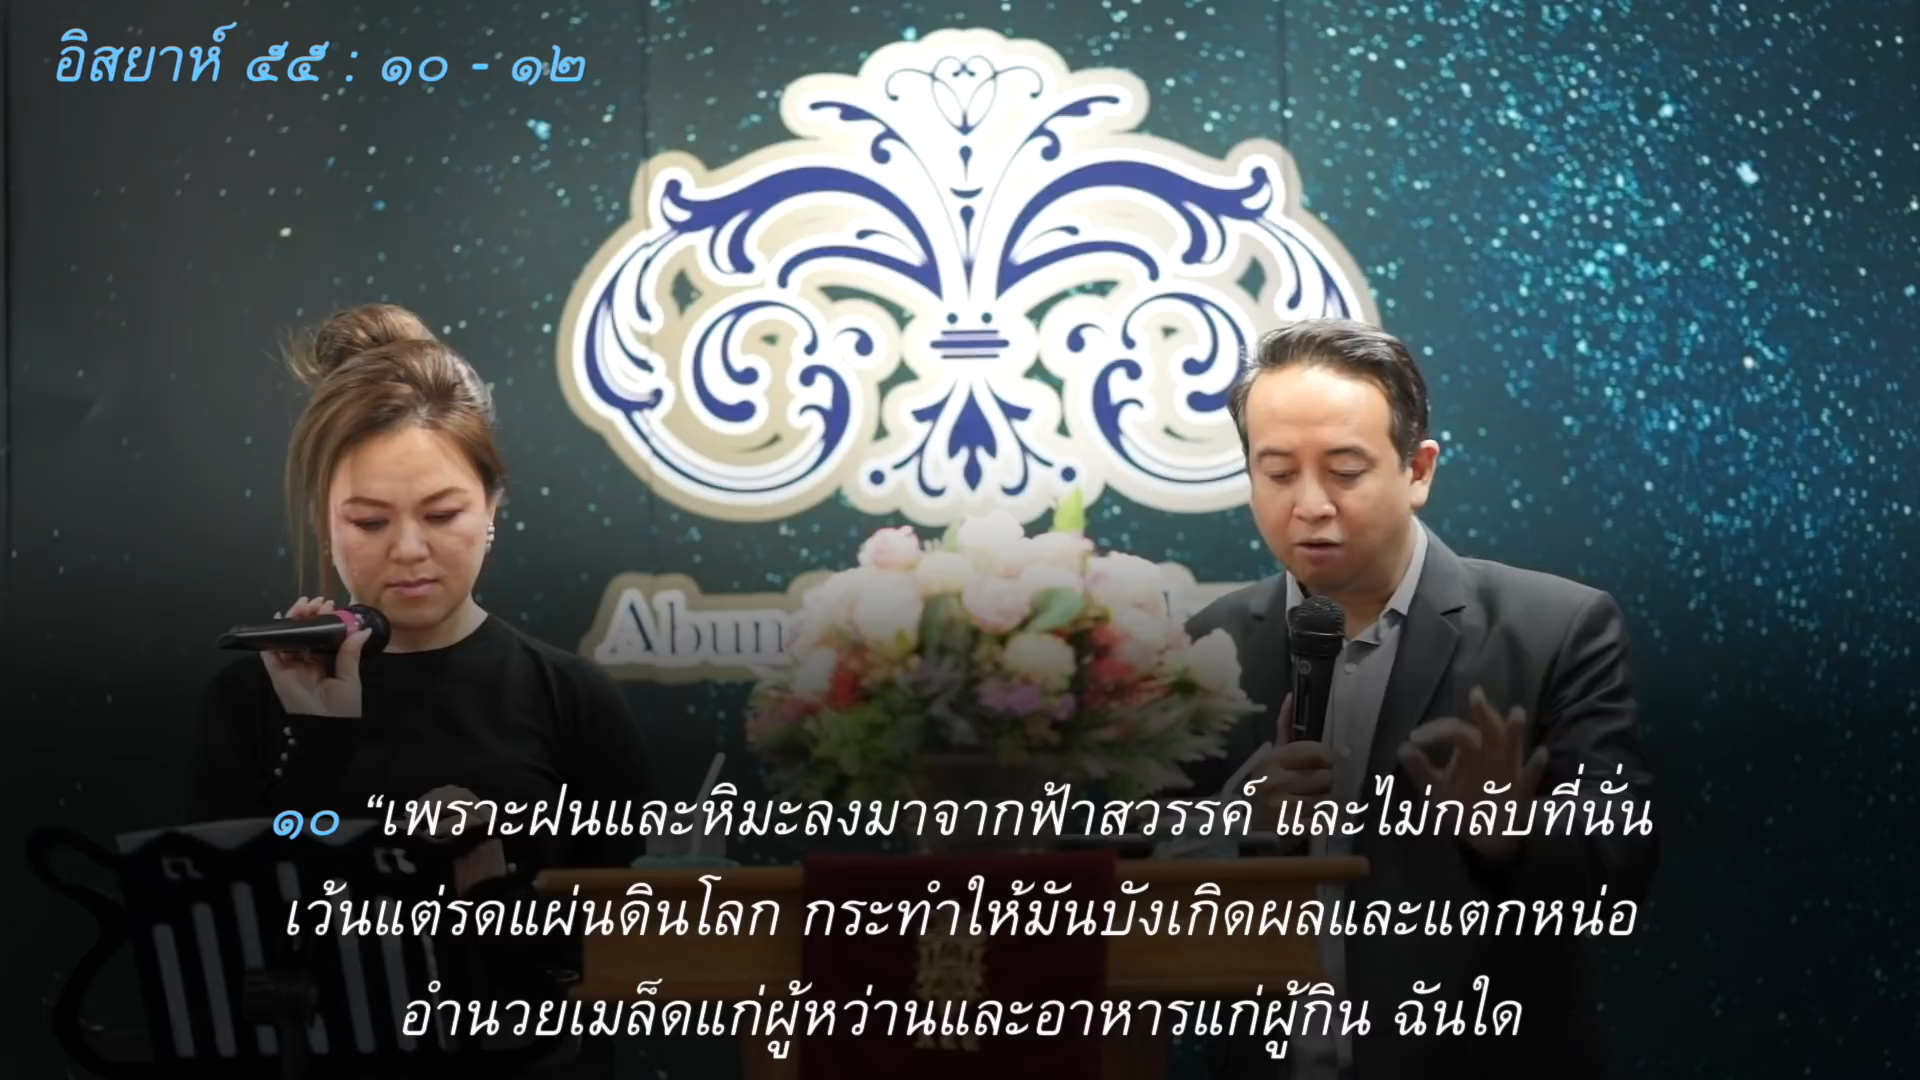 อิสยาห์ ๕๕ : ๑๐ - ๑๒
Abun
๑๐ “เพราะฝนและหิมะลงมาจากฟ้าสวรรค์ และไม่กลับที่นั่น
เว้นแต่รดแผ่นดินโลก กระทำให้มันบังเกิดผลและแตกหน่อ
อำนวยเมล็ดแก่ผู้หว่านและอาหารแก่ผู้กิน ฉันใด